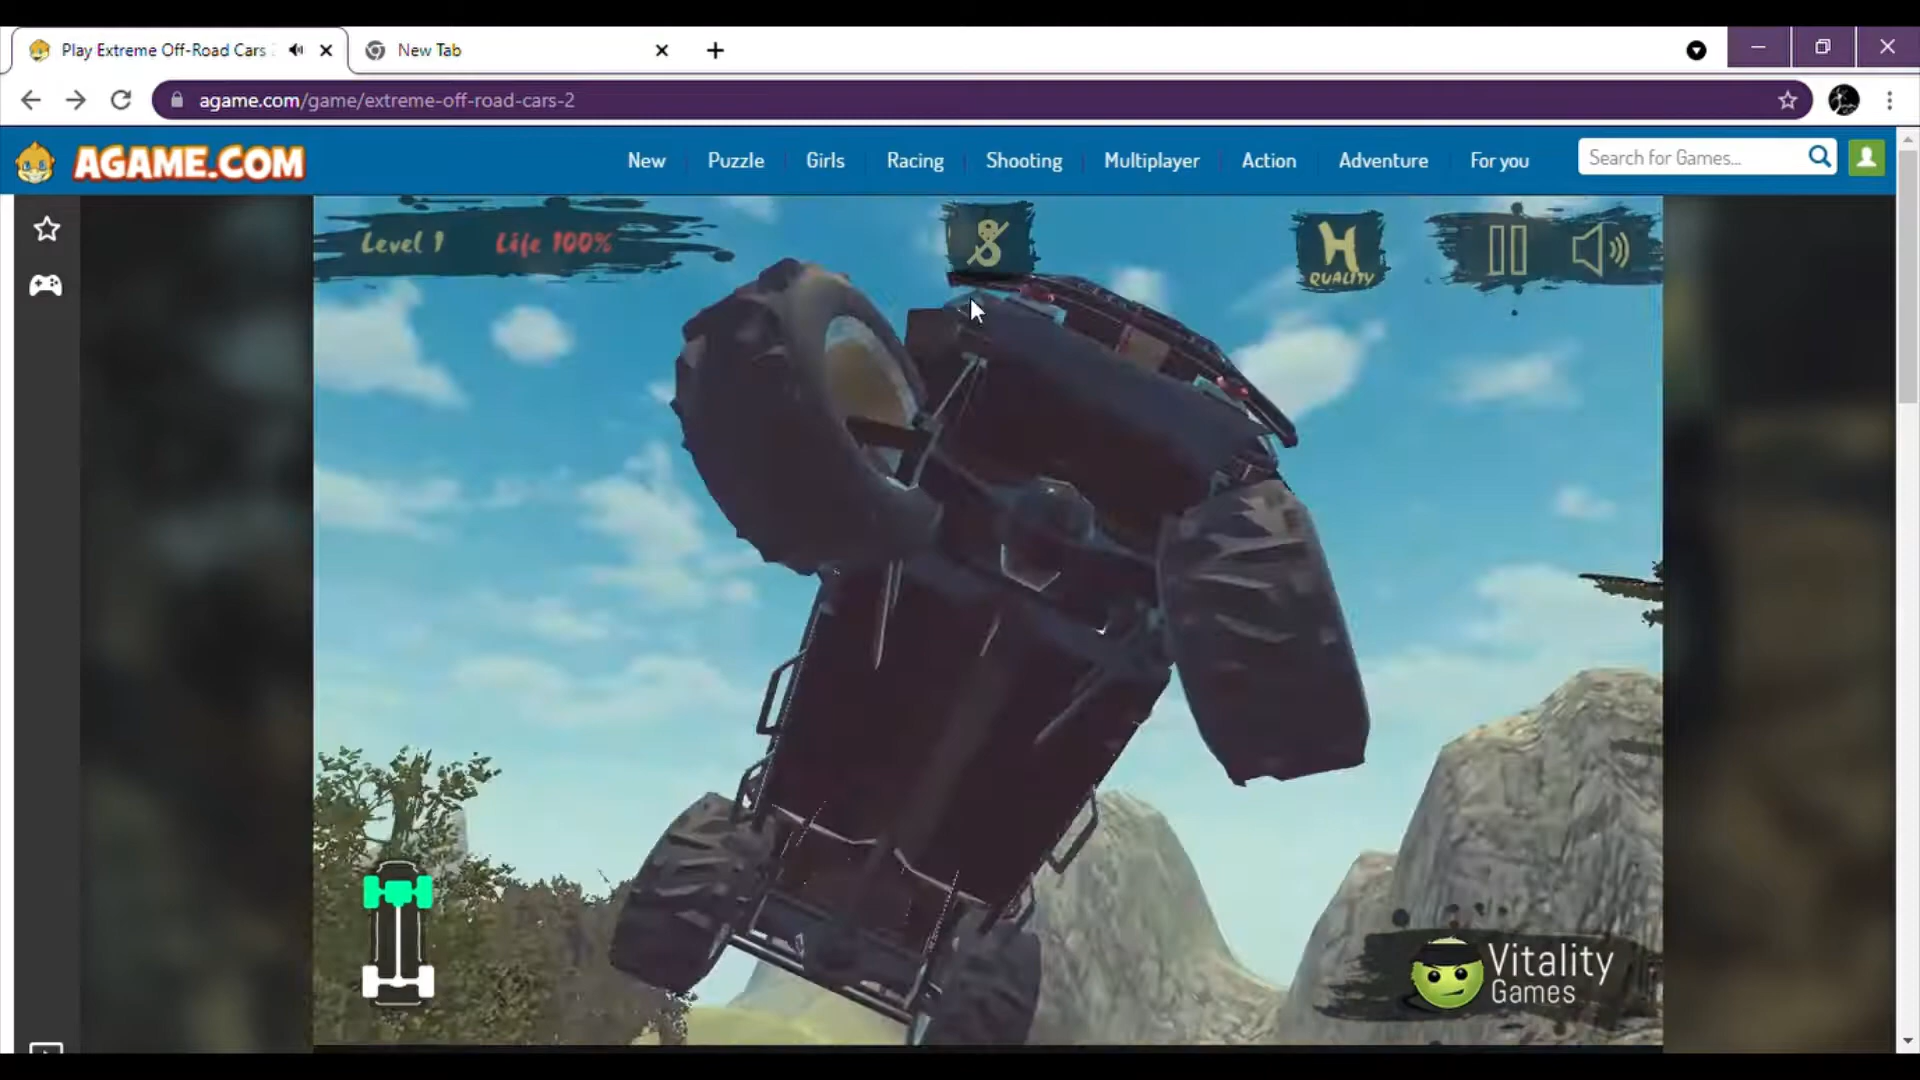 Play Extreme Off-Road Cars
New Tab
agame.com/game/extreme-off-road-cars-2
AGAME.COM
New
Puzzle
Girls
Racing
Shooting
Multiplayer
Action
Adventure
For you
Search for Games...
Level 1
Life 100%
H
QUALITY
Vitality
Games